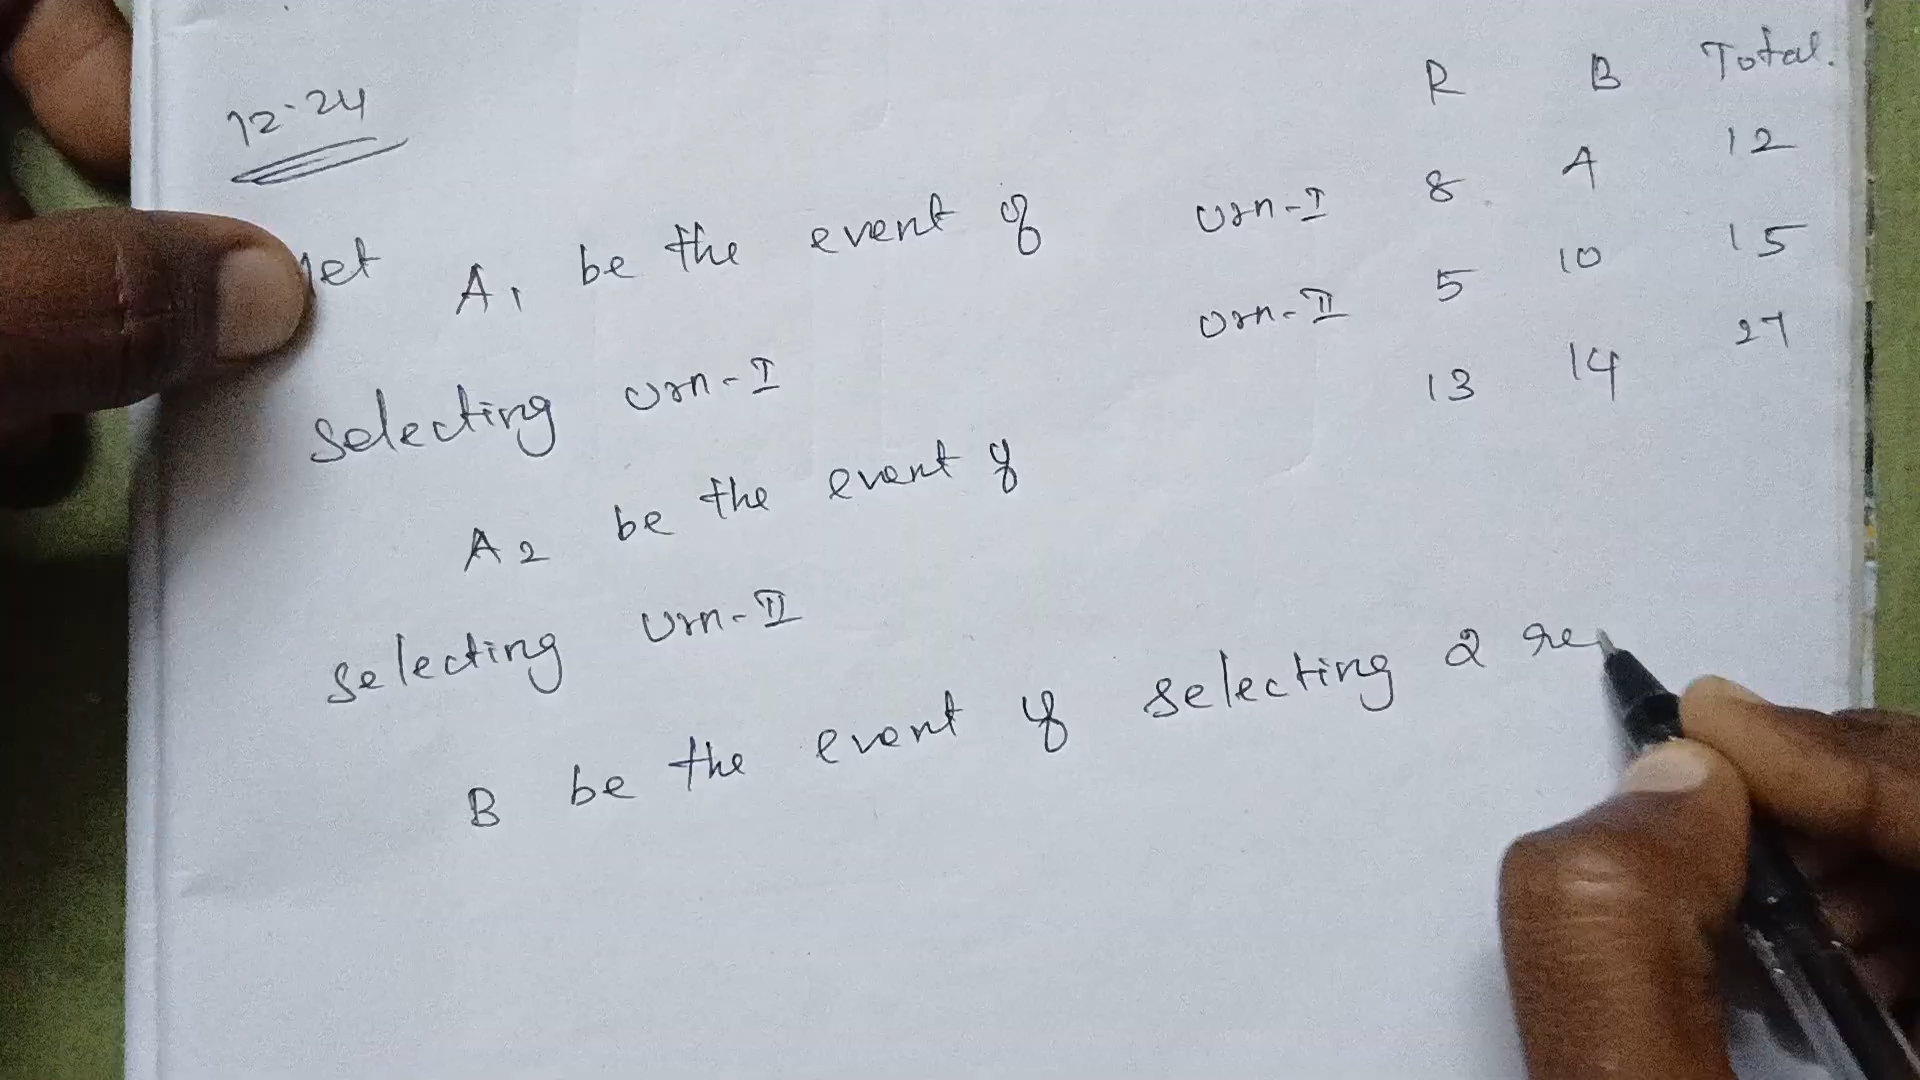 12.24
R B Total.
urn-I 8 4 12
urn-II 5 10 15
13 14 27
let A1 be the event of
selecting urn-I
A2 be the event of
selecting urn-II
B be the event of selecting 2 re